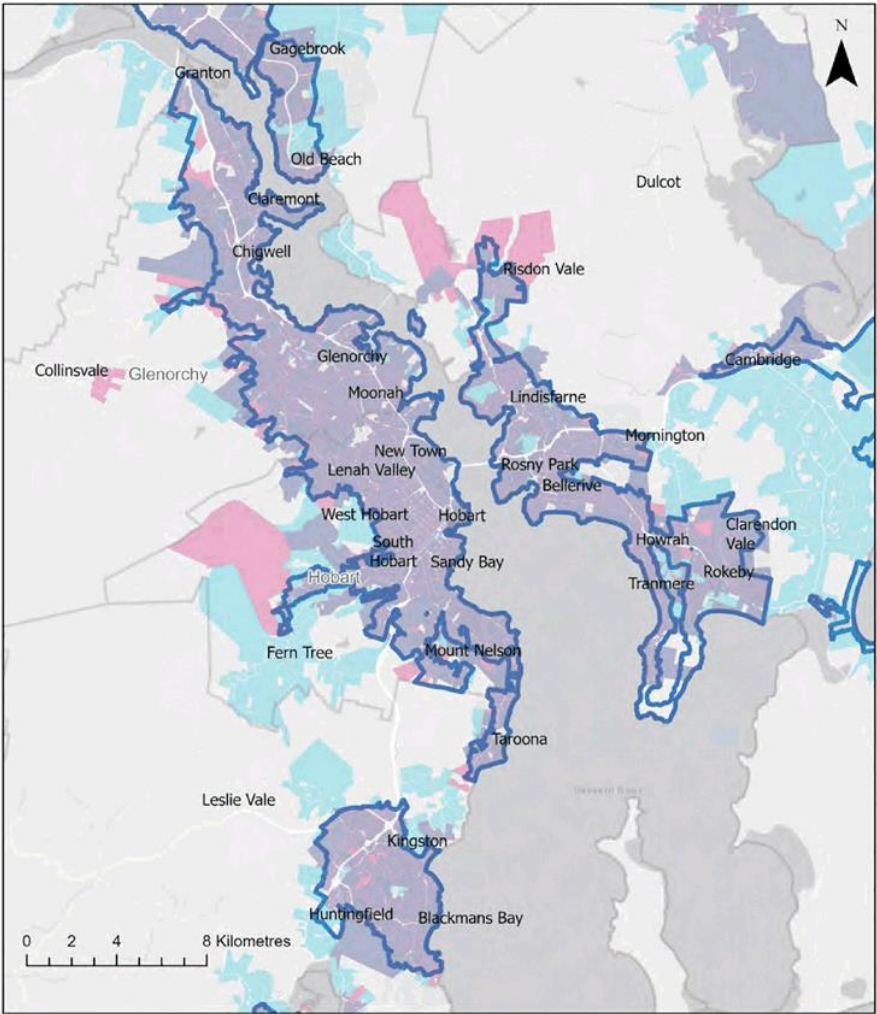 N
Gagebrook
Granton
Old Beach
Dulcot
Claremont
Chigwell
Risdon Vale
Glenorchy
Cambridge
Collinsvale
Glenorchy
Moonah
Lindisfarne
Mornington
New Town
Rosny Park
Lenah Valley
Bellerive
West Hobart
Hobart
Clarendon
Vale
Howrah
South
Hobart
Sandy Bay
Rokeby
Hobart
Tranmere
Fern Tree
Mount Nelson
Taroona
Leslie Vale
Kingston
Huntingfield
Blackmans Bay
0 2 4 8 Kilometres